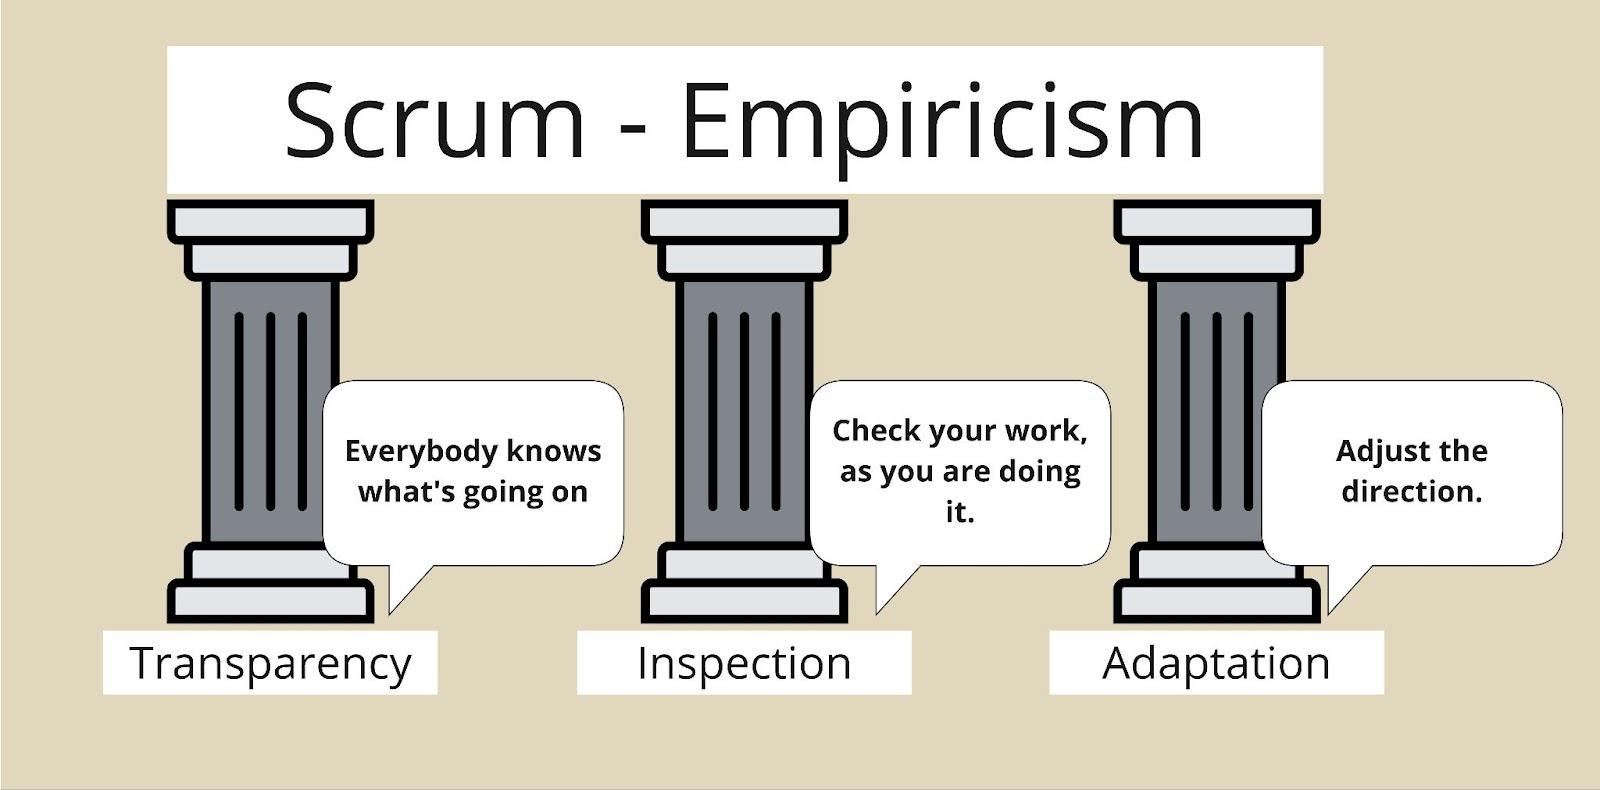 Scrum - Empiricism
Everybody knows
what's going on
Check your work,
as you are doing
it.
Adjust the
direction.
Transparency
Inspection
Adaptation